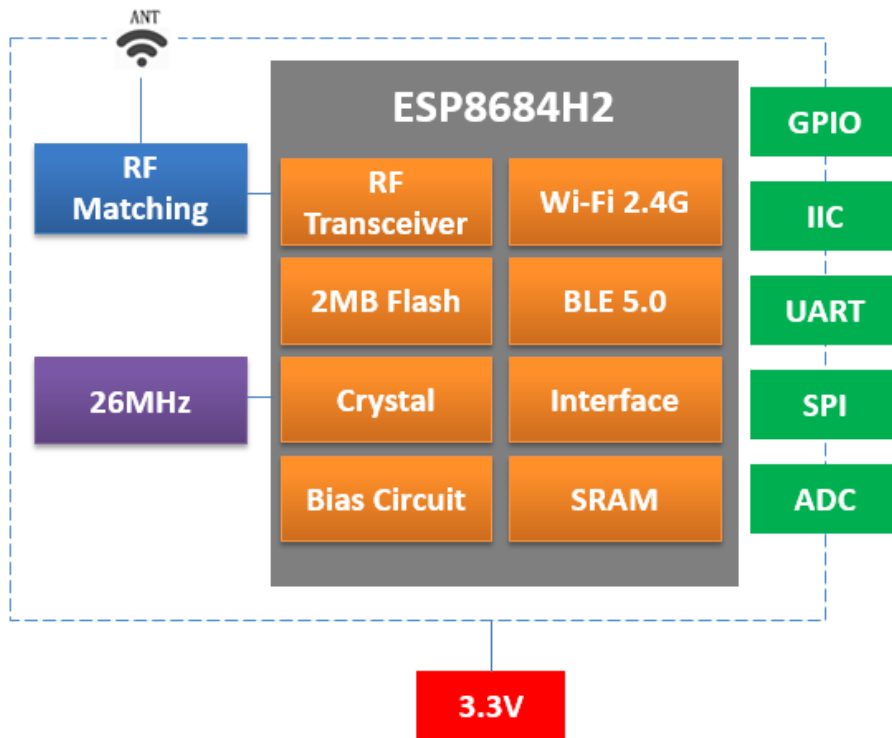 ANT
ESP8684H2
GPIO
RF
Matching
RF
Transceiver
Wi-Fi 2.4G
IIC
2MB Flash
BLE 5.0
UART
26MHz
Crystal
Interface
SPI
Bias Circuit
SRAM
ADC
3.3V